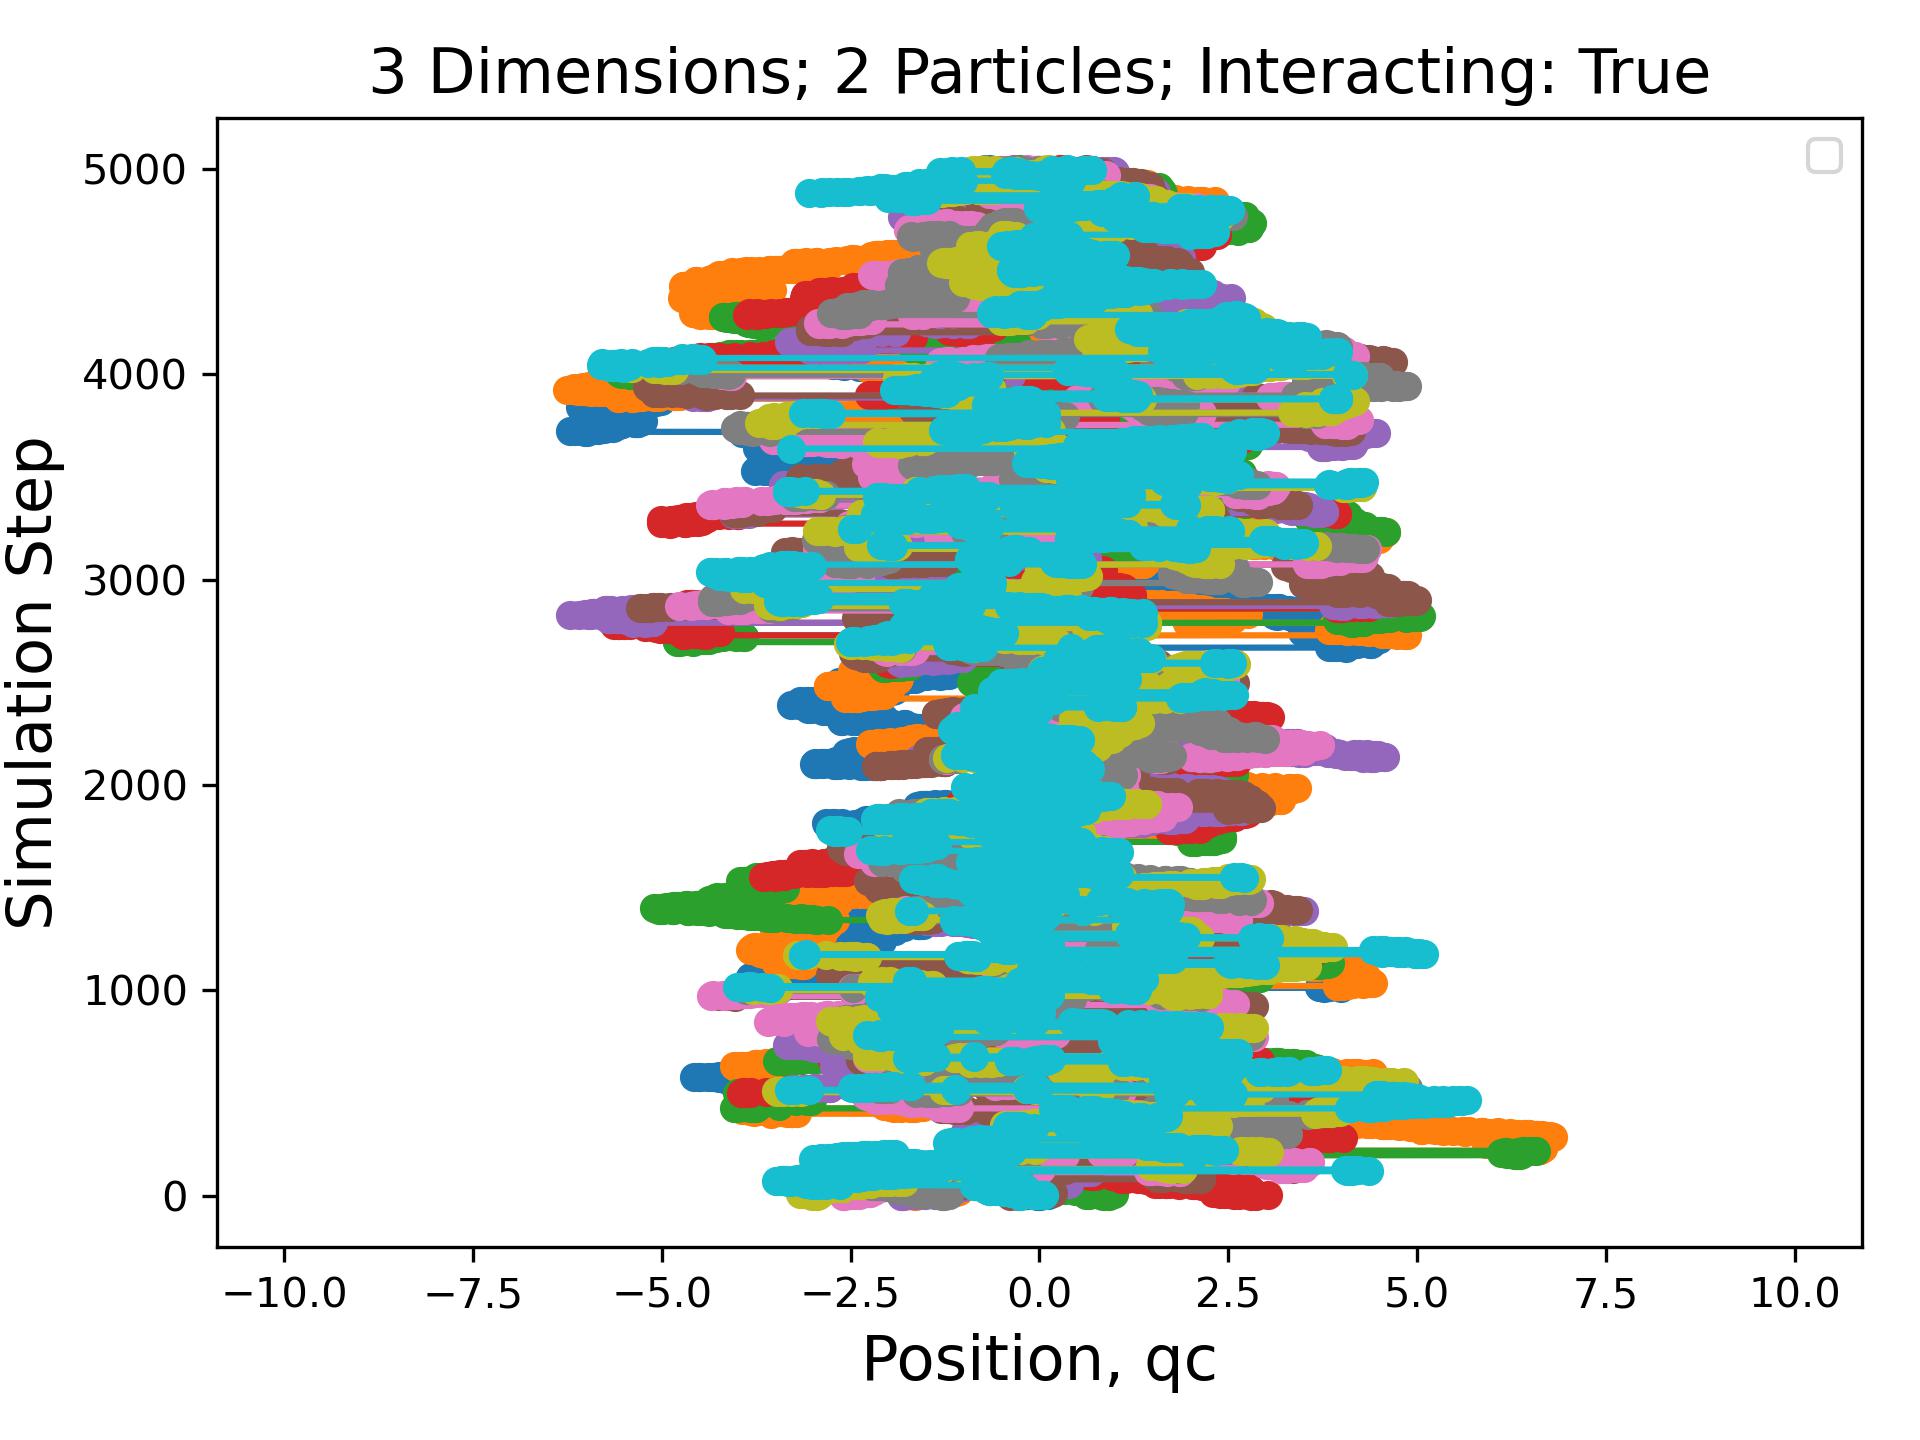 3 Dimensions; 2 Particles; Interacting: True
Simulation Step
5000
4000
3000
2000
1000
0
−10.0 −7.5 −5.0 −2.5 0.0 2.5 5.0 7.5 10.0
Position, qc